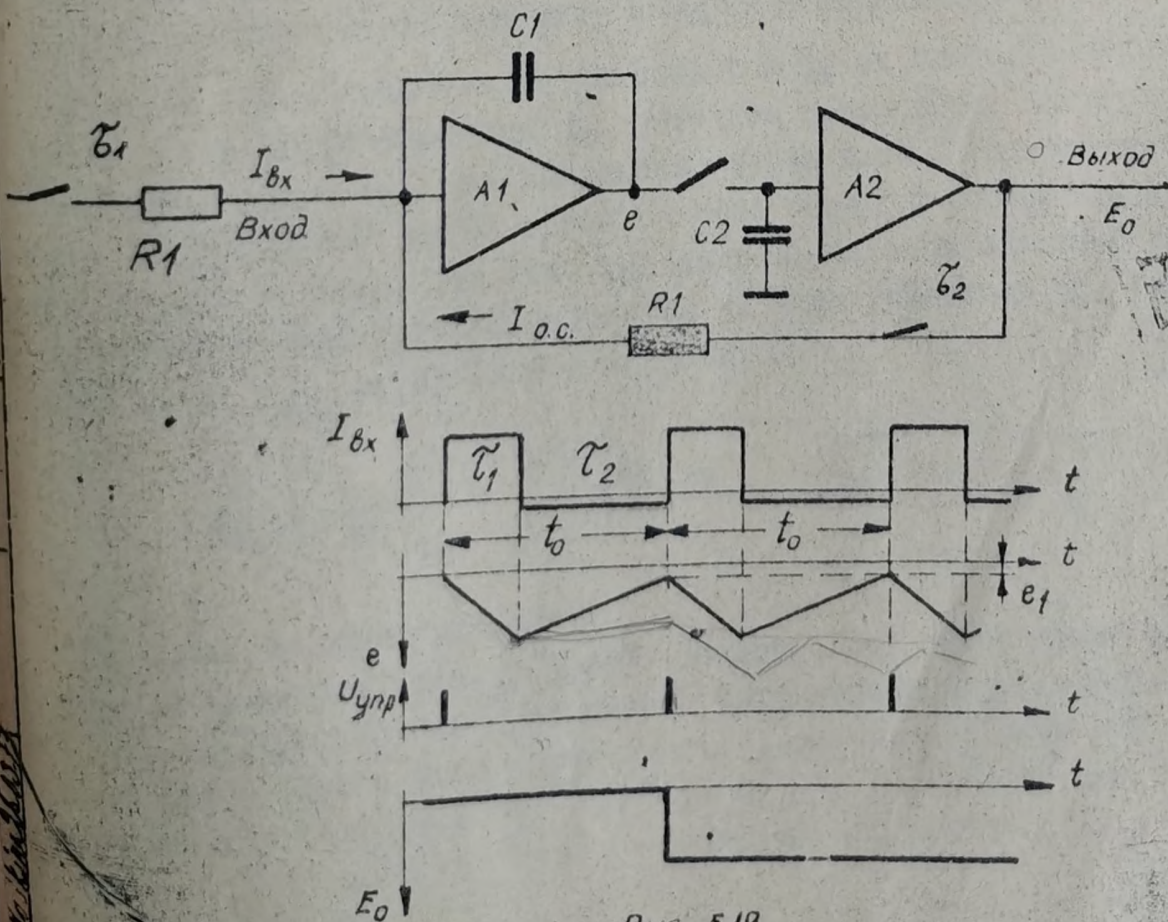 C1
τ₁
Iвх
Вход
R1
A1
e
C2
A2
Выход
E₀
τ₂
R1
I о.с.
Iвх
τ₁
τ₂
t
t₀
t₀
t
e₁
e
Uупр
t
t
E₀